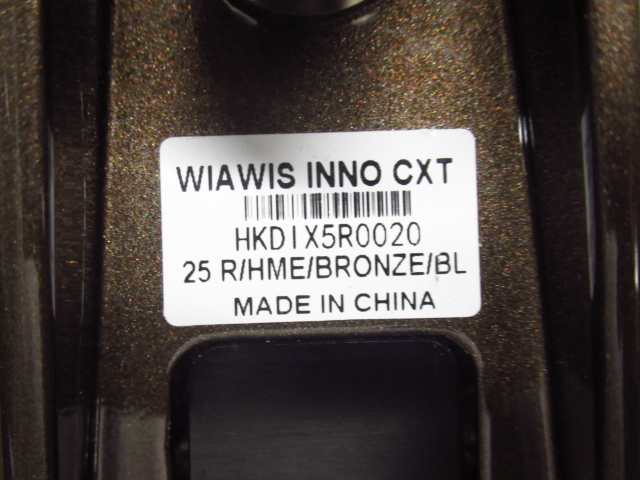 WIAWIS INNO CXT
HKDIX5R0020
25 R/HME/BRONZE/BL
MADE IN CHINA